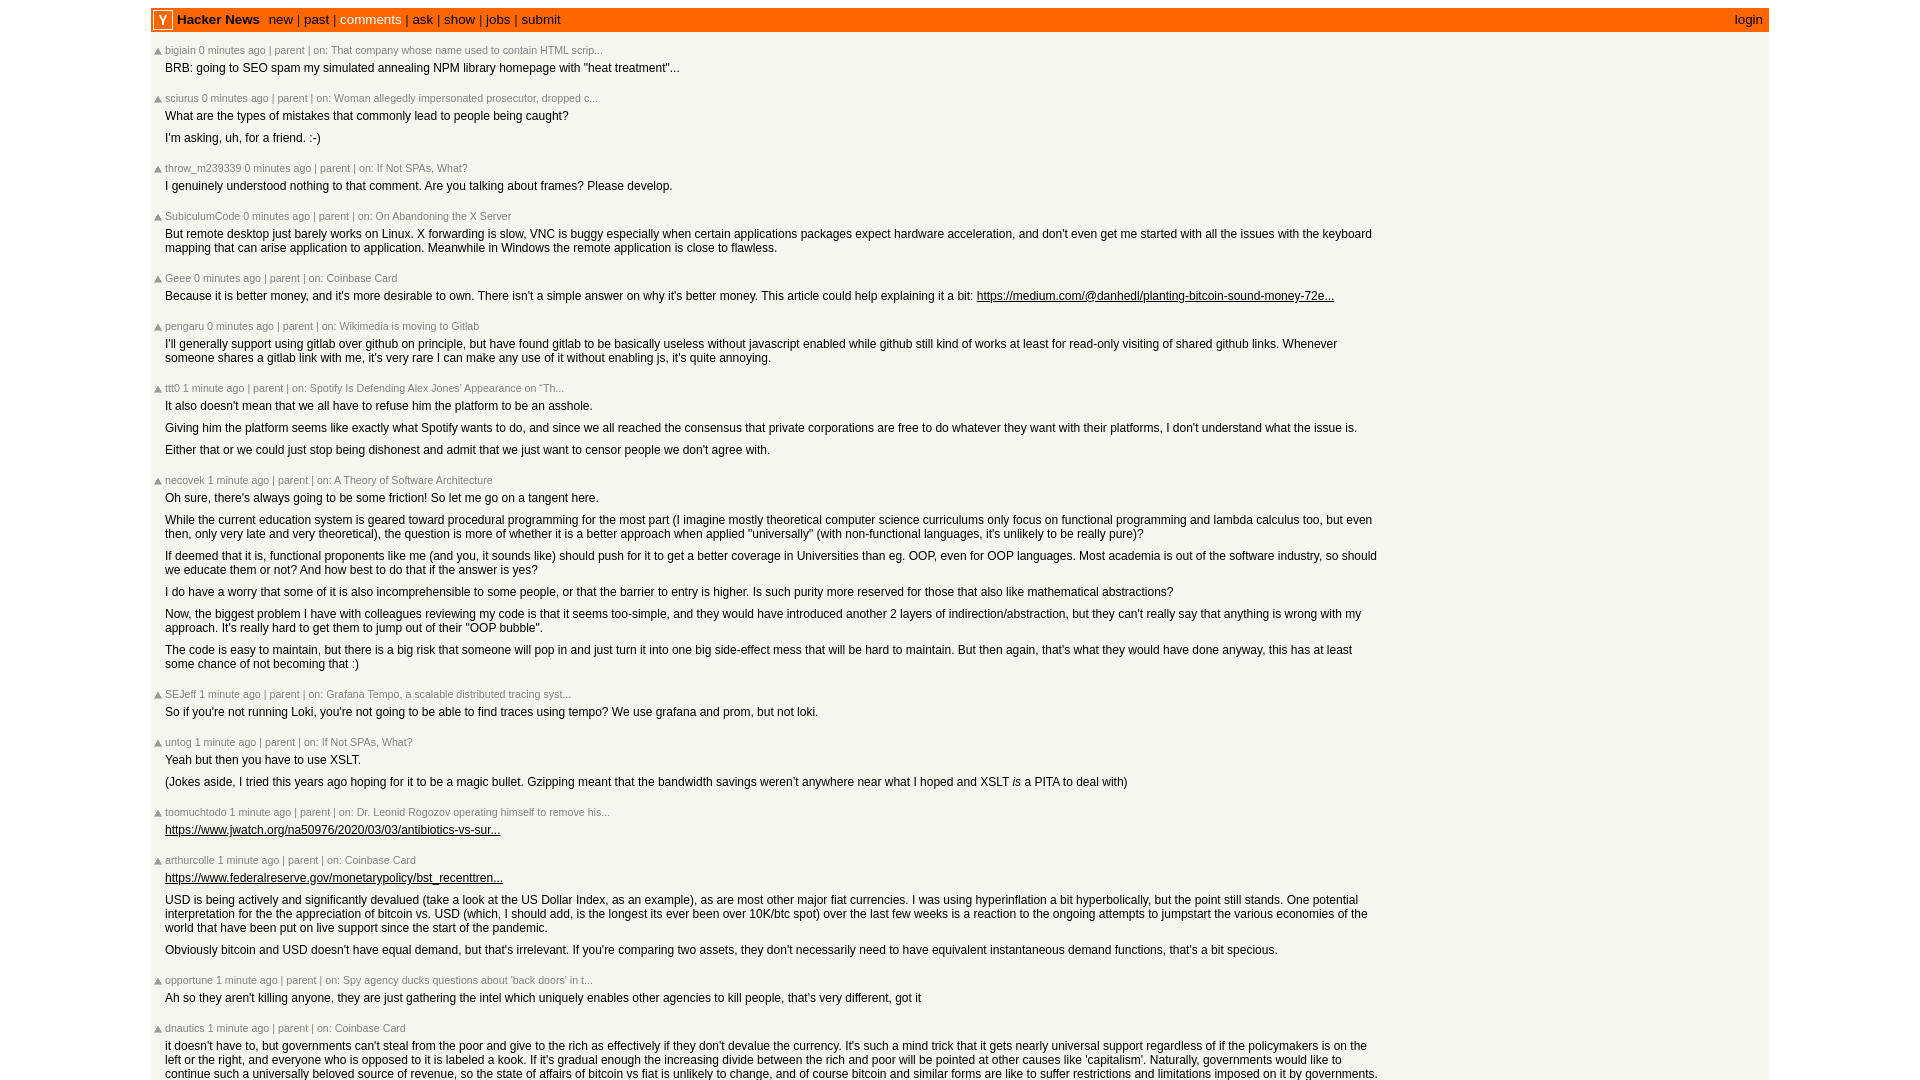 Y Hacker News new | past | comments | ask | show | jobs | submit login
bigiain 0 minutes ago | parent | on: That company whose name used to contain HTML scrip...
BRB: going to SEO spam my simulated annealing NPM library homepage with "heat treatment"...
sciurus 0 minutes ago | parent | on: Woman allegedly impersonated prosecutor, dropped c...
What are the types of mistakes that commonly lead to people being caught?
I'm asking, uh, for a friend. :-)
throw_m239339 0 minutes ago | parent | on: If Not SPAs, What?
I genuinely understood nothing to that comment. Are you talking about frames? Please develop.
SubiculumCode 0 minutes ago | parent | on: On Abandoning the X Server
But remote desktop just barely works on Linux. X forwarding is slow, VNC is buggy especially when certain applications packages expect hardware acceleration, and don't even get me started with all the issues with the keyboard
mapping that can arise application to application. Meanwhile in Windows the remote application is close to flawless.
Geee 0 minutes ago | parent | on: Coinbase Card
Because it is better money, and it's more desirable to own. There isn't a simple answer on why it's better money. This article could help explaining it a bit: https://medium.com/@danhedl/planting-bitcoin-sound-money-72e...
pengaru 0 minutes ago | parent | on: Wikimedia is moving to Gitlab
I'll generally support using gitlab over github on principle, but have found gitlab to be basically useless without javascript enabled while github still kind of works at least for read-only visiting of shared github links. Whenever
someone shares a gitlab link with me, it's very rare I can make any use of it without enabling js, it's quite annoying.
ttt0 1 minute ago | parent | on: Spotify Is Defending Alex Jones' Appearance on “Th...
It also doesn't mean that we all have to refuse him the platform to be an asshole.
Giving him the platform seems like exactly what Spotify wants to do, and since we all reached the consensus that private corporations are free to do whatever they want with their platforms, I don't understand what the issue is.
Either that or we could just stop being dishonest and admit that we just want to censor people we don't agree with.
necovek 1 minute ago | parent | on: A Theory of Software Architecture
Oh sure, there's always going to be some friction! So let me go on a tangent here.
While the current education system is geared toward procedural programming for the most part (I imagine mostly theoretical computer science curriculums only focus on functional programming and lambda calculus too, but even
then, only very late and very theoretical), the question is more of whether it is a better approach when applied "universally" (with non-functional languages, it's unlikely to be really pure)?
If deemed that it is, functional proponents like me (and you, it sounds like) should push for it to get a better coverage in Universities than eg. OOP, even for OOP languages. Most academia is out of the software industry, so should
we educate them or not? And how best to do that if the answer is yes?
I do have a worry that some of it is also incomprehensible to some people, or that the barrier to entry is higher. Is such purity more reserved for those that also like mathematical abstractions?
Now, the biggest problem I have with colleagues reviewing my code is that it seems too-simple, and they would have introduced another 2 layers of indirection/abstraction, but they can't really say that anything is wrong with my
approach. It's really hard to get them to jump out of their "OOP bubble".
The code is easy to maintain, but there is a big risk that someone will pop in and just turn it into one big side-effect mess that will be hard to maintain. But then again, that's what they would have done anyway, this has at least
some chance of not becoming that :)
SEJeff 1 minute ago | parent | on: Grafana Tempo, a scalable distributed tracing syst...
So if you're not running Loki, you're not going to be able to find traces using tempo? We use grafana and prom, but not loki.
untog 1 minute ago | parent | on: If Not SPAs, What?
Yeah but then you have to use XSLT.
(Jokes aside, I tried this years ago hoping for it to be a magic bullet. Gzipping meant that the bandwidth savings weren’t anywhere near what I hoped and XSLT is a PITA to deal with)
toomuchtodo 1 minute ago | parent | on: Dr. Leonid Rogozov operating himself to remove his...
https://www.jwatch.org/na50976/2020/03/03/antibiotics-vs-sur...
arthurcolle 1 minute ago | parent | on: Coinbase Card
https://www.federalreserve.gov/monetarypolicy/bst_recenttren...
USD is being actively and significantly devalued (take a look at the US Dollar Index, as an example), as are most other major fiat currencies. I was using hyperinflation a bit hyperbolically, but the point still stands. One potential
interpretation for the the appreciation of bitcoin vs. USD (which, I should add, is the longest its ever been over 10K/btc spot) over the last few weeks is a reaction to the ongoing attempts to jumpstart the various economies of the
world that have been put on live support since the start of the pandemic.
Obviously bitcoin and USD doesn't have equal demand, but that's irrelevant. If you're comparing two assets, they don't necessarily need to have equivalent instantaneous demand functions, that's a bit specious.
opportune 1 minute ago | parent | on: Spy agency ducks questions about 'back doors' in t...
Ah so they aren't killing anyone, they are just gathering the intel which uniquely enables other agencies to kill people, that's very different, got it
dnautics 1 minute ago | parent | on: Coinbase Card
it doesn't have to, but governments can't steal from the poor and give to the rich as effectively if they don't devalue the currency. It's such a mind trick that it gets nearly universal support regardless of if the policymakers is on the
left or the right, and everyone who is opposed to it is labeled a kook. If it's gradual enough the increasing divide between the rich and poor will be pointed at other causes like 'capitalism'. Naturally, governments would like to
continue such a universally beloved source of revenue, so the state of affairs of bitcoin vs fiat is unlikely to change, and of course bitcoin and similar forms are like to suffer restrictions and limitations imposed on it by governments.